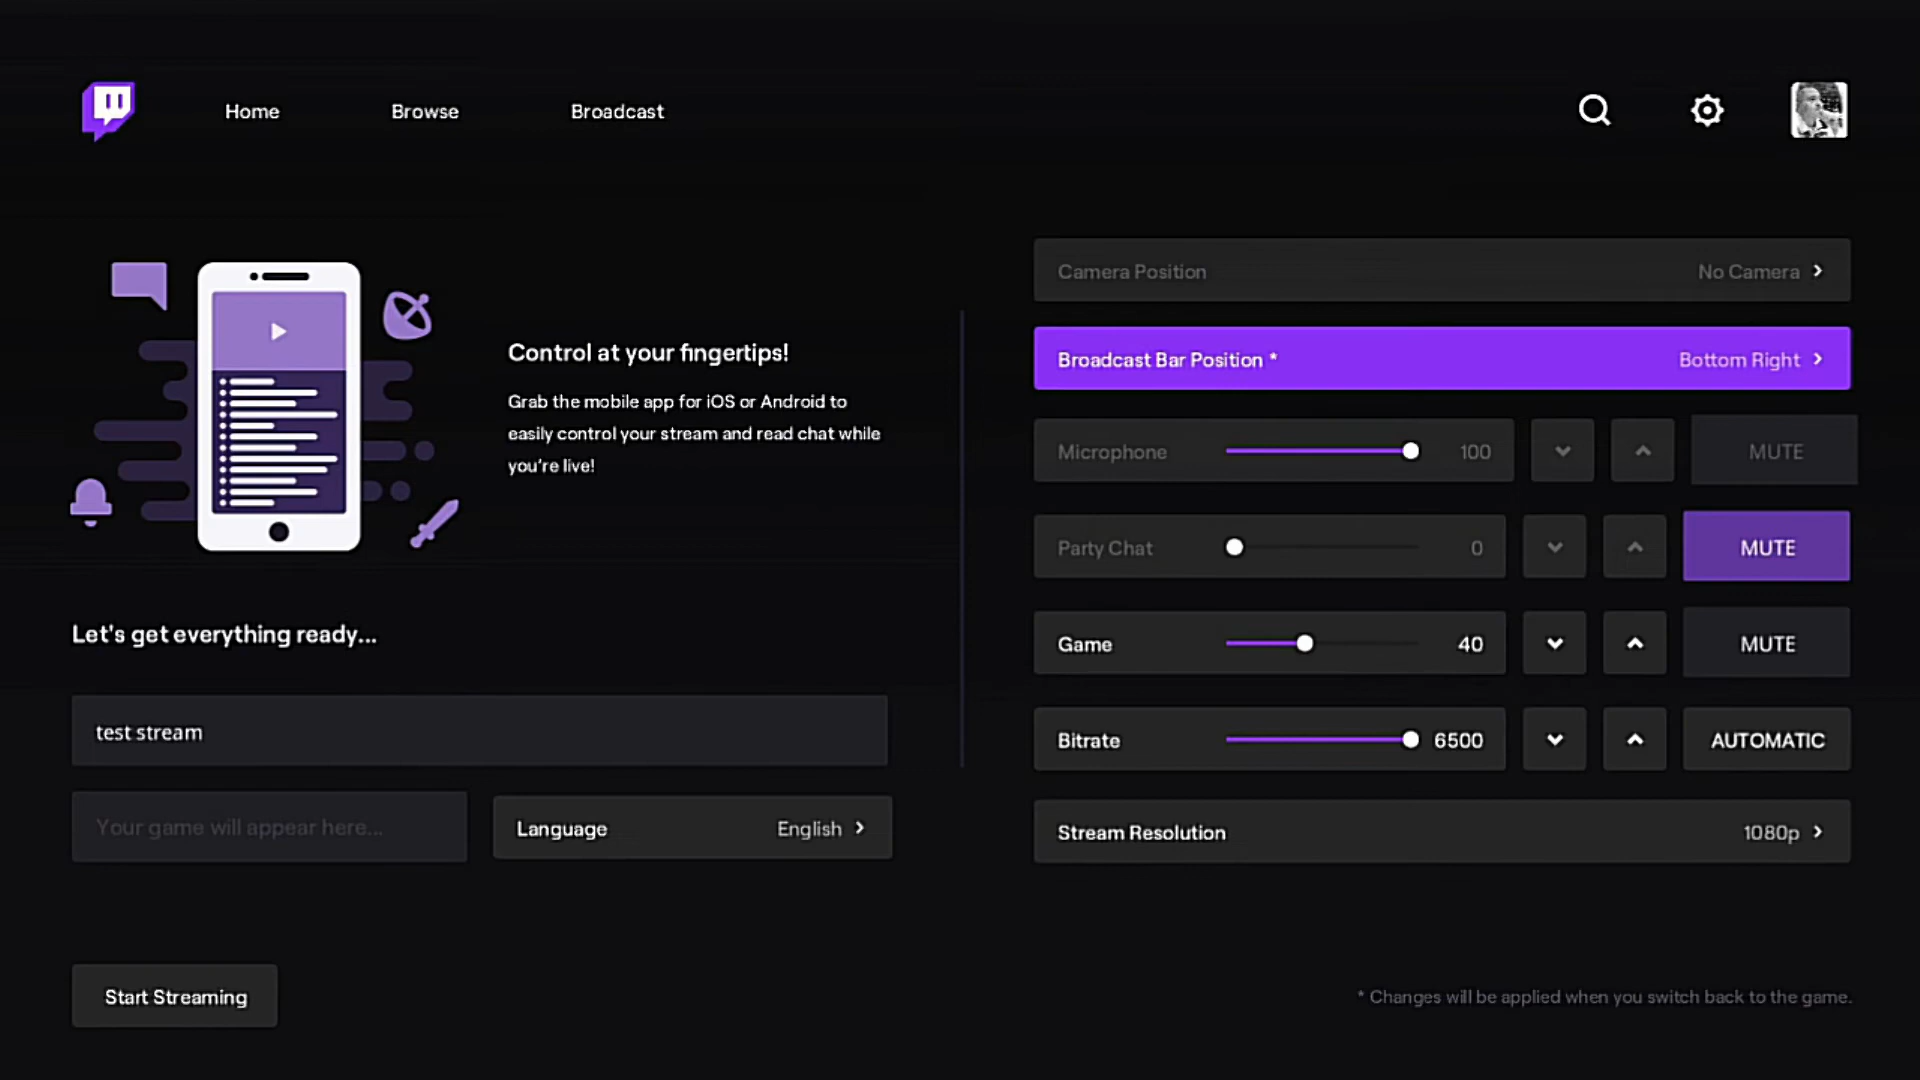 Home
Browse
Broadcast
Control at your fingertips!
Grab the mobile app for iOS or Android to
easily control your stream and read chat while
you're live!
Let's get everything ready...
test stream
Your game will appear here...
Language English
Start Streaming
Camera Position No Camera
Broadcast Bar Position * Bottom Right
Microphone 100 MUTE
Party Chat 0 MUTE
Game 40 MUTE
Bitrate 6500 AUTOMATIC
Stream Resolution 1080p
* Changes will be applied when you switch back to the game.